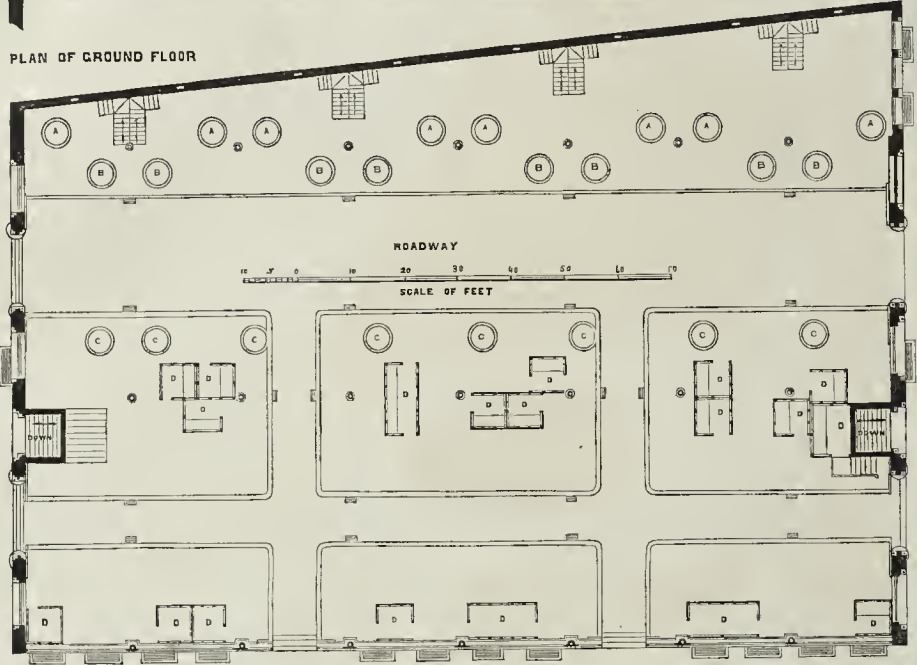 PLAN OF GROUND FLOOR
A A A A A A A A
B B B B B B B B
ROADWAY
10 5 0 10 20 30 40 50 60 70
SCALE OF FEET
C C C C C C C C
D D D D D
D D D D D D D
DOWN D DOWN
D D D D D D D